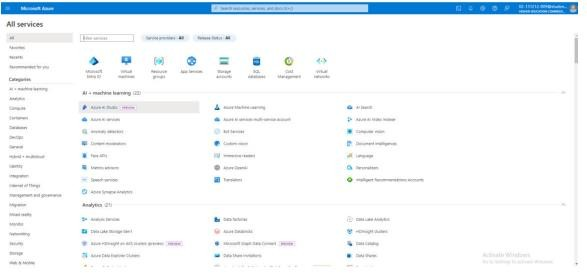 Microsoft Azure
Search resources, services, and docs (G+/)
All services
All
Favorites
Recents
Recommended for you
Categories
AI + machine learning
Analytics
Compute
Containers
Databases
DevOps
General
Hybrid + multicloud
Identity
Integration
Internet of Things
Management and governance
Migration
Mixed reality
Monitor
Networking
Security
Storage
Web & Mobile
Filter services
Service providers : All
Release Status : All
Microsoft Entra ID
Virtual machines
Resource groups
App Services
Storage accounts
SQL databases
Cost Management
Virtual networks
AI + machine learning (22)
Azure AI Studio PREVIEW
Azure Machine Learning
AI Search
Azure AI services
Azure AI services multi-service account
Azure AI Video Indexer
Anomaly detectors
Bot Services
Computer vision
Content moderators
Custom vision
Document intelligences
Face APIs
Immersive readers
Language
Metrics advisors
Azure OpenAI
Personalizers
Speech services
Translators
Intelligent Recommendations Accounts
Azure Synapse Analytics
Analytics (21)
Analysis Services
Data factories
Data Lake Analytics
Data Lake Storage Gen1
Azure Databricks
HDInsight clusters
Azure HDInsight on AKS clusters (preview) PREVIEW
Microsoft Graph Data Connect PREVIEW
Data Catalog
Azure Data Explorer Clusters
Data Share Invitations
Data Shares
Activate Windows
Go to Settings to activate Windows.